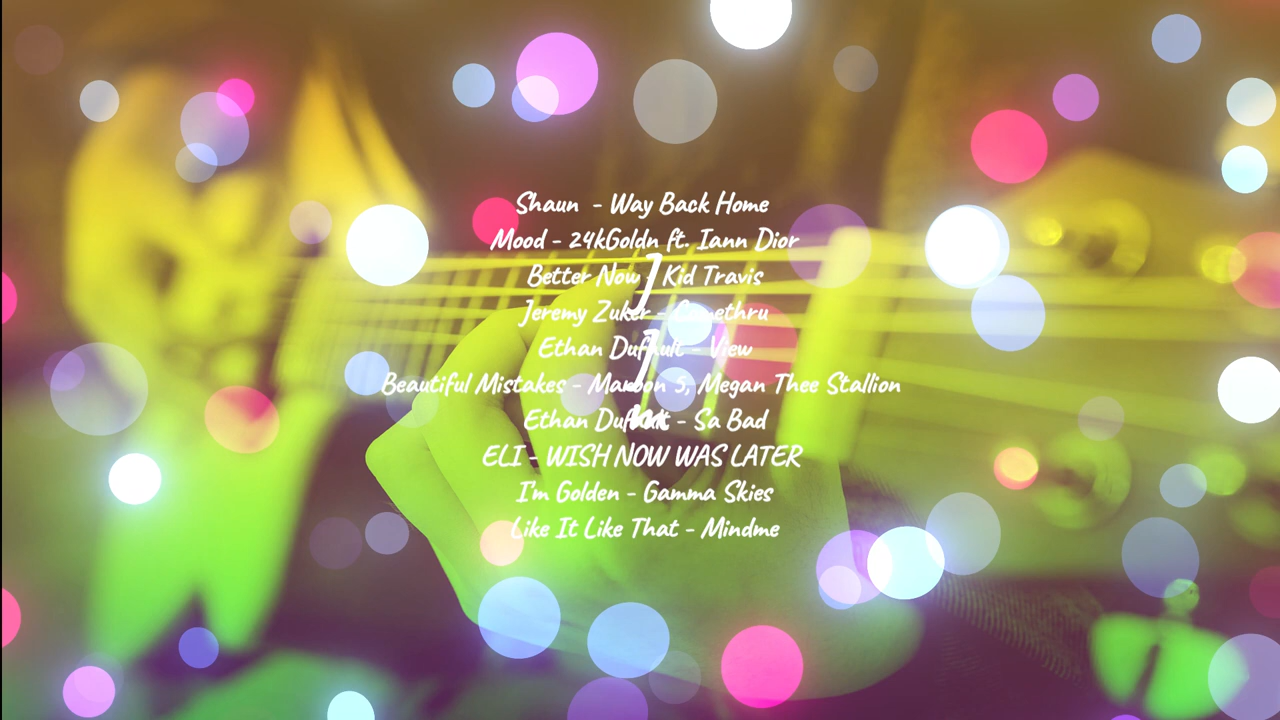 Shaun - Way Back Home
Mood - 24kGoldn ft. Iann Dior
Better Now - Kid Travis
Jeremy Zuker - Comethru
Ethan Dufault - View
Beautiful Mistakes - Maroon 5, Megan Thee Stallion
Ethan Dufault - Sa Bad
ELI - WISH NOW WAS LATER
I'm Golden - Gamma Skies
Like It Like That - Mindme